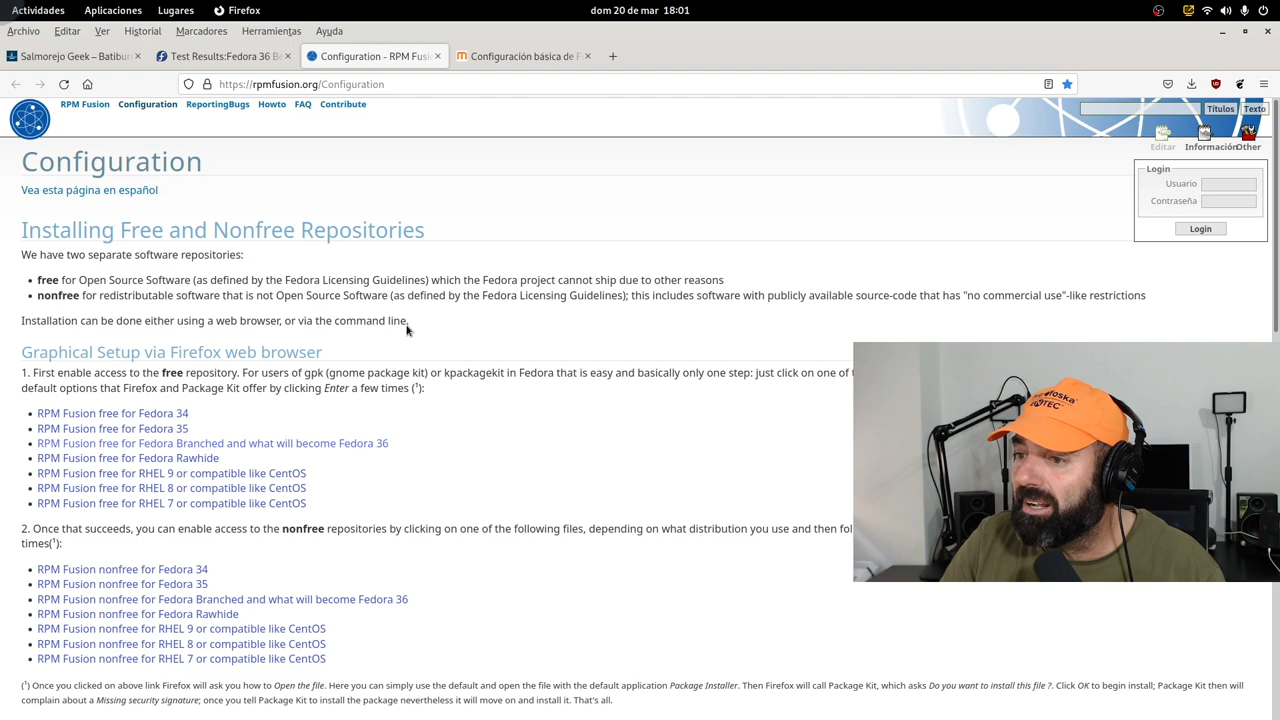 Actividades Aplicaciones Lugares Firefox dom 20 de mar 18:01
Archivo Editar Ver Historial Marcadores Herramientas Ayuda
Salmorejo Geek – Batibur Test Results:Fedora 36 Be Configuration - RPM Fusi Configuración básica de F
https://rpmfusion.org/Configuration
RPM Fusion Configuration ReportingBugs Howto FAQ Contribute
Títulos Texto
Editar Información Other
Configuration
Login
Usuario
Contraseña
Login
Vea esta página en español
Installing Free and Nonfree Repositories
We have two separate software repositories:
• free for Open Source Software (as defined by the Fedora Licensing Guidelines) which the Fedora project cannot ship due to other reasons
• nonfree for redistributable software that is not Open Source Software (as defined by the Fedora Licensing Guidelines); this includes software with publicly available source-code that has "no commercial use"-like restrictions
Installation can be done either using a web browser, or via the command line.
Graphical Setup via Firefox web browser
1. First enable access to the free repository. For users of gpk (gnome package kit) or kpackagekit in Fedora that is easy and basically only one step: just click on one of t
default options that Firefox and Package Kit offer by clicking Enter a few times (¹):
• RPM Fusion free for Fedora 34
• RPM Fusion free for Fedora 35
• RPM Fusion free for Fedora Branched and what will become Fedora 36
• RPM Fusion free for Fedora Rawhide
• RPM Fusion free for RHEL 9 or compatible like CentOS
• RPM Fusion free for RHEL 8 or compatible like CentOS
• RPM Fusion free for RHEL 7 or compatible like CentOS
2. Once that succeeds, you can enable access to the nonfree repositories by clicking on one of the following files, depending on what distribution you use and then fol
times(¹):
• RPM Fusion nonfree for Fedora 34
• RPM Fusion nonfree for Fedora 35
• RPM Fusion nonfree for Fedora Branched and what will become Fedora 36
• RPM Fusion nonfree for Fedora Rawhide
• RPM Fusion nonfree for RHEL 9 or compatible like CentOS
• RPM Fusion nonfree for RHEL 8 or compatible like CentOS
• RPM Fusion nonfree for RHEL 7 or compatible like CentOS
(¹) Once you clicked on above link Firefox will ask you how to Open the file. Here you can simply use the default and open the file with the default application Package Installer. Then Firefox will call Package Kit, which asks Do you want to install this file ?. Click OK to begin install; Package Kit then will
complain about a Missing security signature; once you tell Package Kit to install the package nevertheless it will move on and install it. That's all.